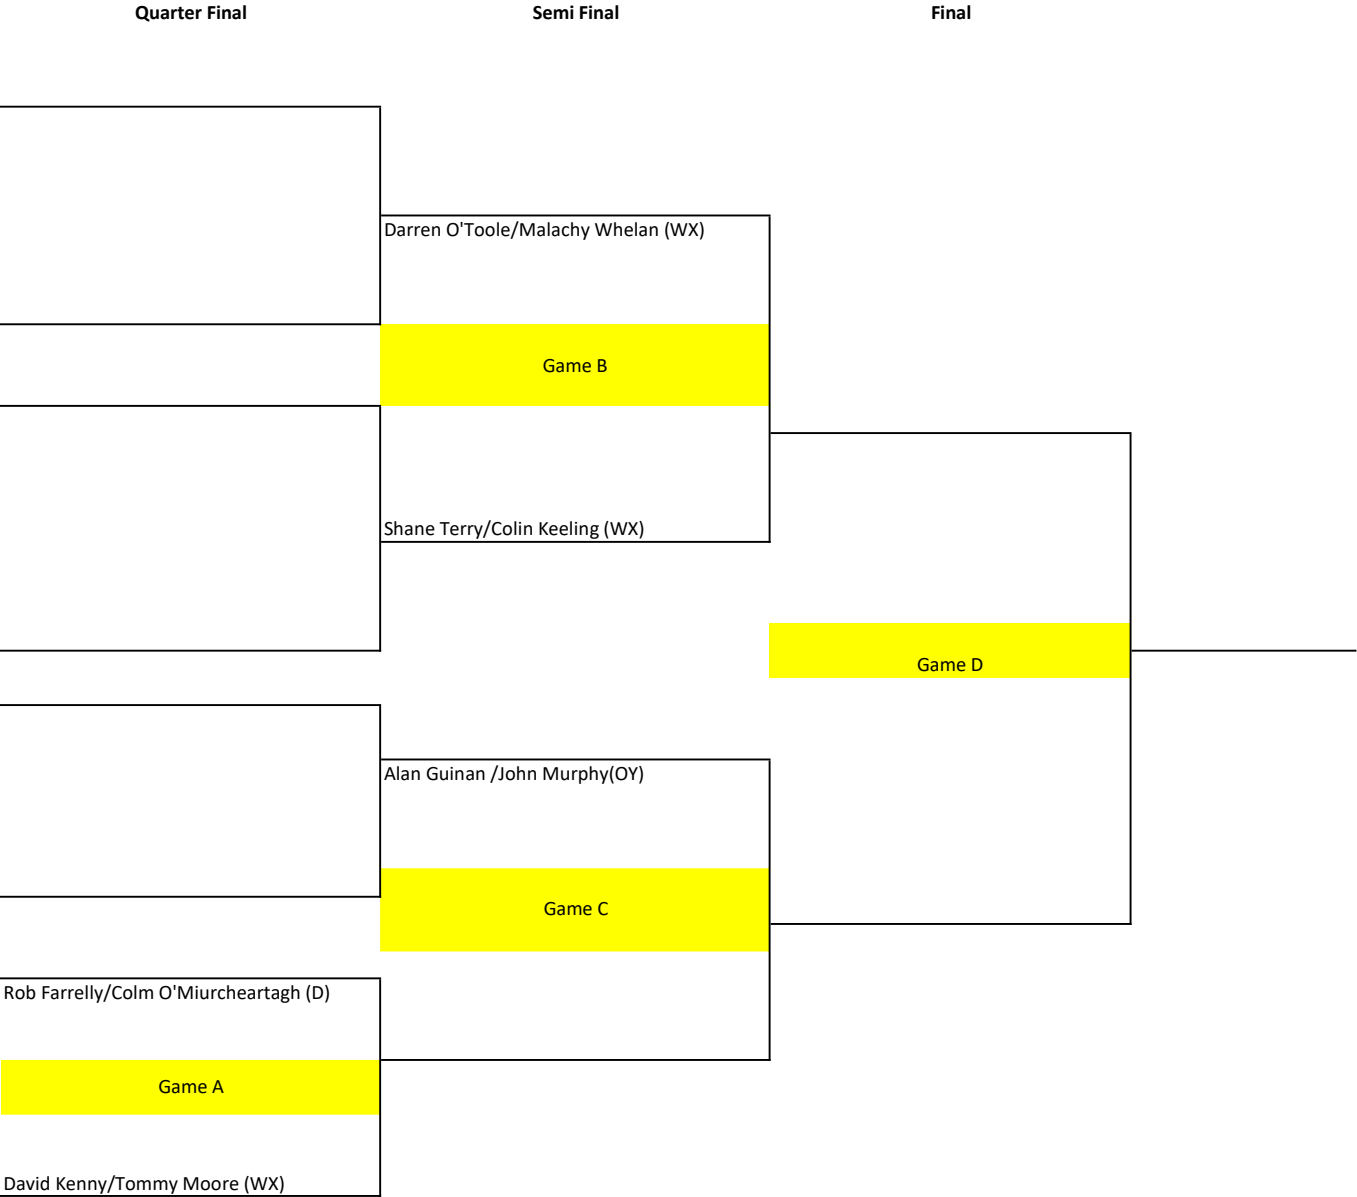 Quarter Final
Semi Final
Final
Darren O'Toole/Malachy Whelan (WX)
Game B
Shane Terry/Colin Keeling (WX)
Game D
Alan Guinan /John Murphy(OY)
Game C
Rob Farrelly/Colm O'Miurcheartagh (D)
Game A
David Kenny/Tommy Moore (WX)